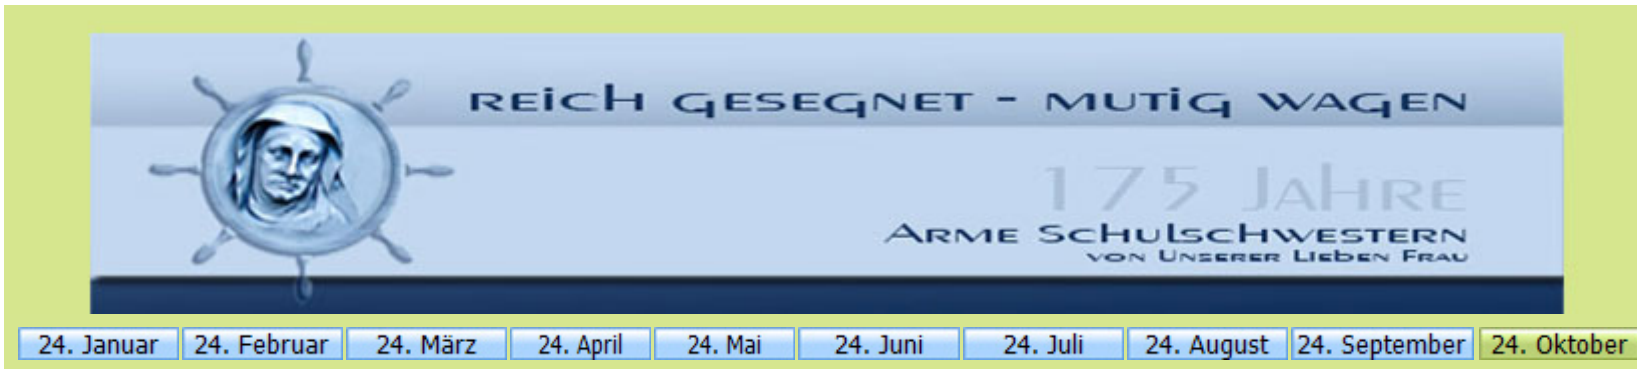 REICH GESEGNET - MUTIG WAGEN
175 JAHRE
ARME SCHULSCHWESTERN
VON UNSERER LIEBEN FRAU
24. Januar 24. Februar 24. März 24. April 24. Mai 24. Juni 24. Juli 24. August 24. September 24. Oktober